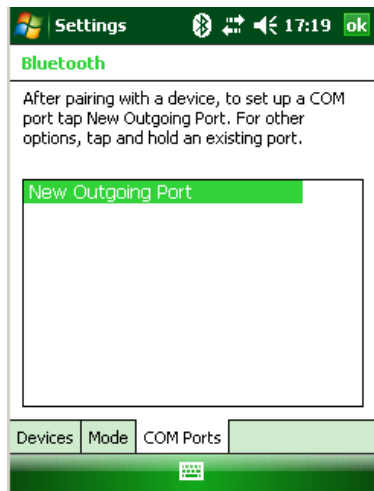 Settings 17:19 ok
Bluetooth
After pairing with a device, to set up a COM
port tap New Outgoing Port. For other
options, tap and hold an existing port.
New Outgoing Port
Devices Mode COM Ports